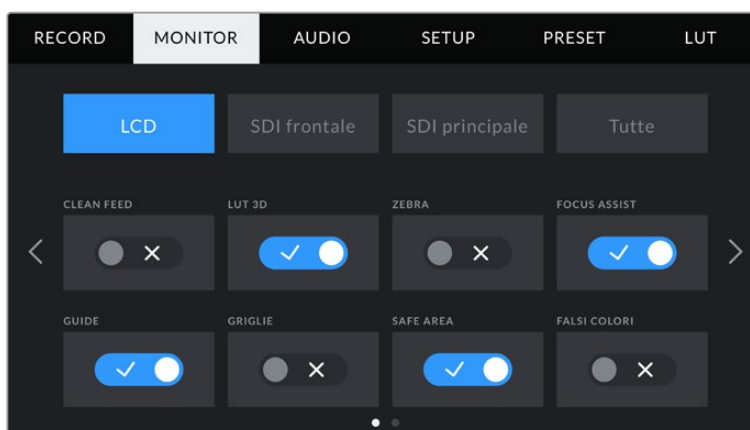 RECORD MONITOR AUDIO SETUP PRESET LUT
LCD SDI frontale SDI principale Tutte
CLEAN FEED LUT 3D ZEBRA FOCUS ASSIST
GUIDE GRIGLIE SAFE AREA FALSI COLORI